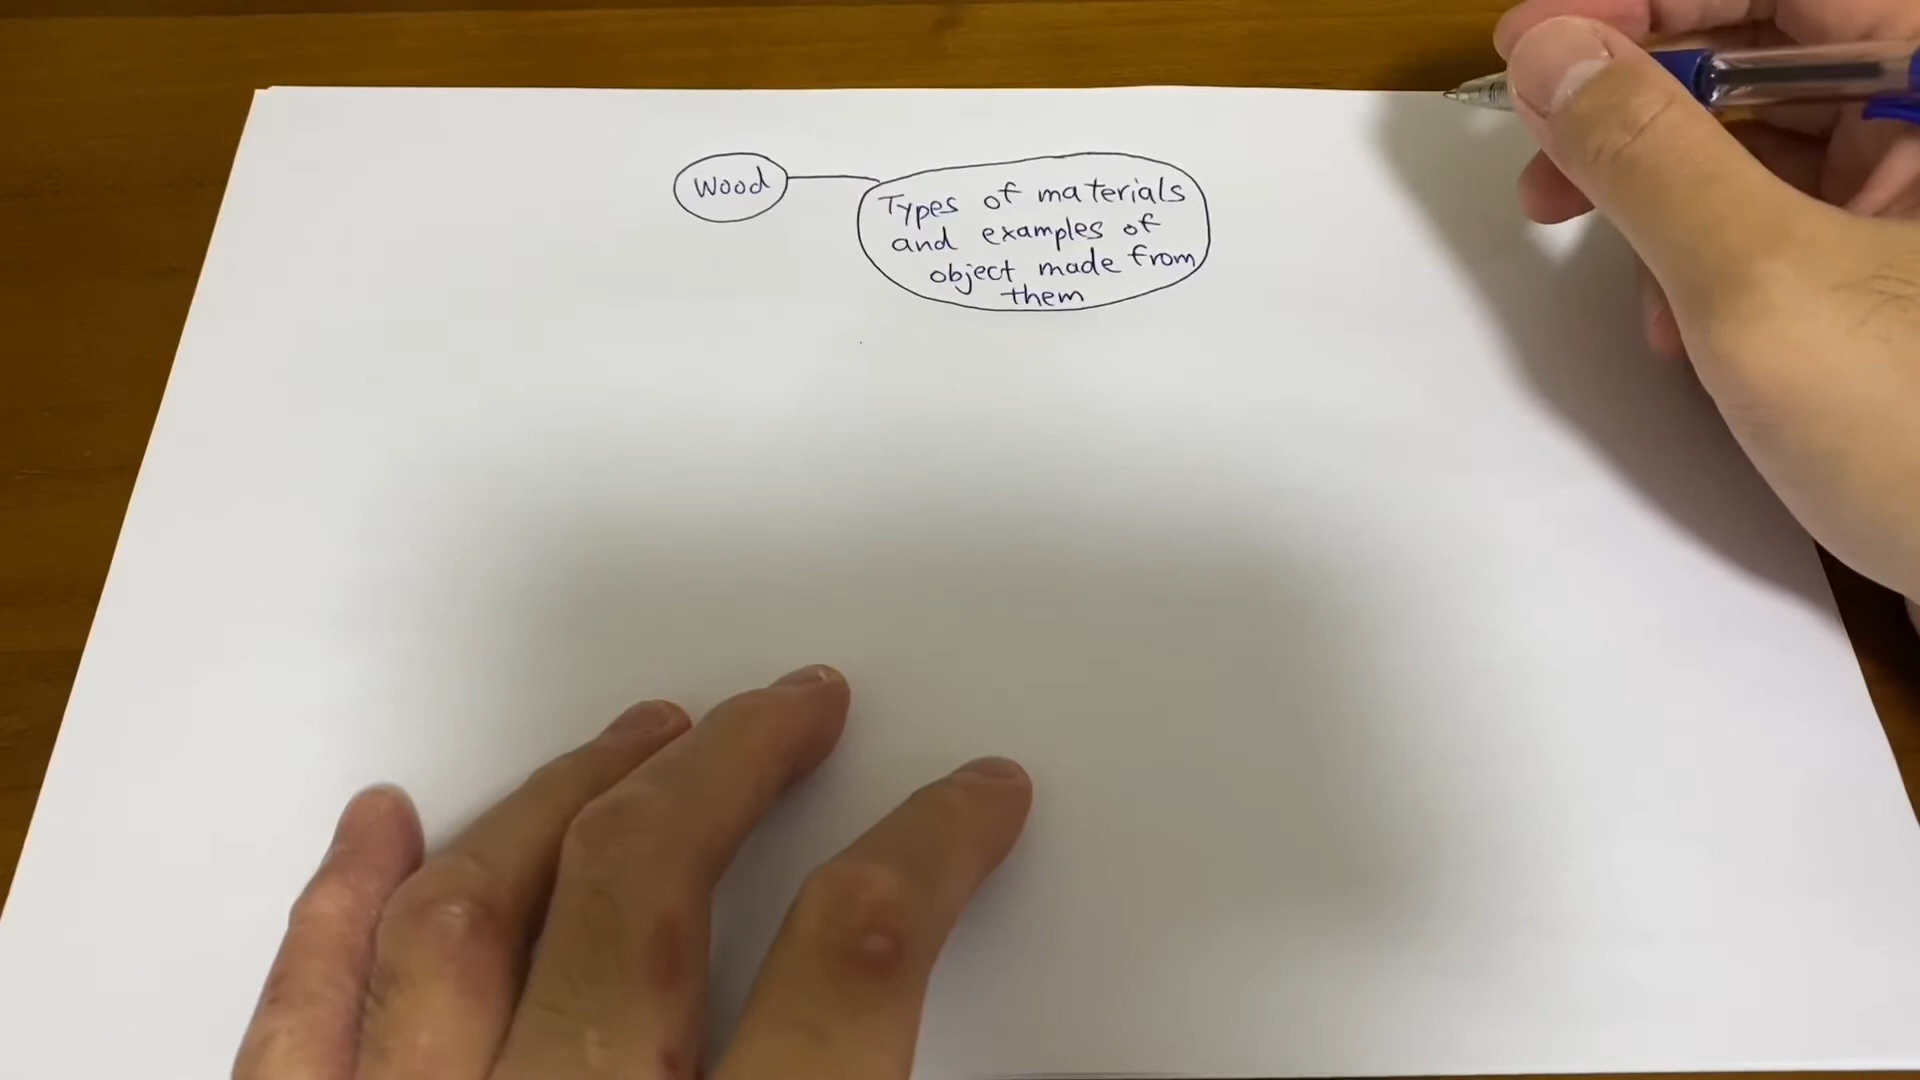 Wood
Types of materials
and examples of
object made from
them